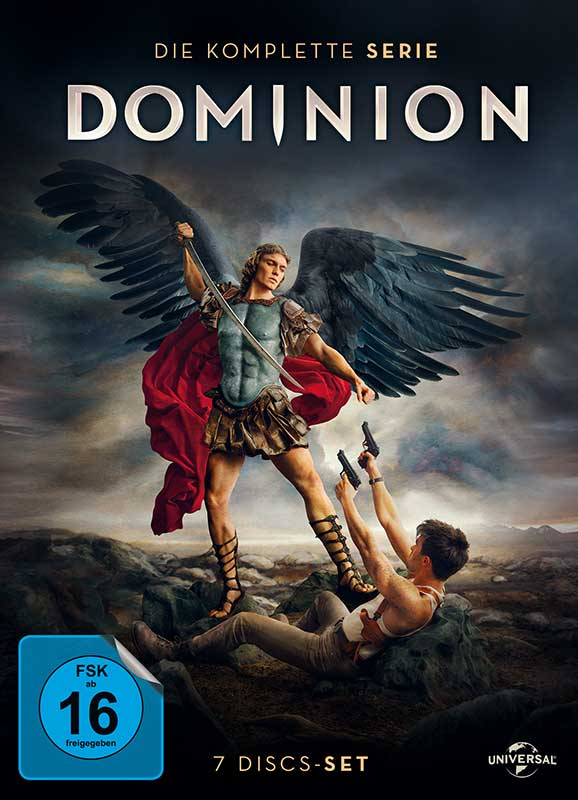 DIE KOMPLETTE SERIE
DOMINION
FSK
ab
16
freigegeben
7 DISCS-SET
UNIVERSAL